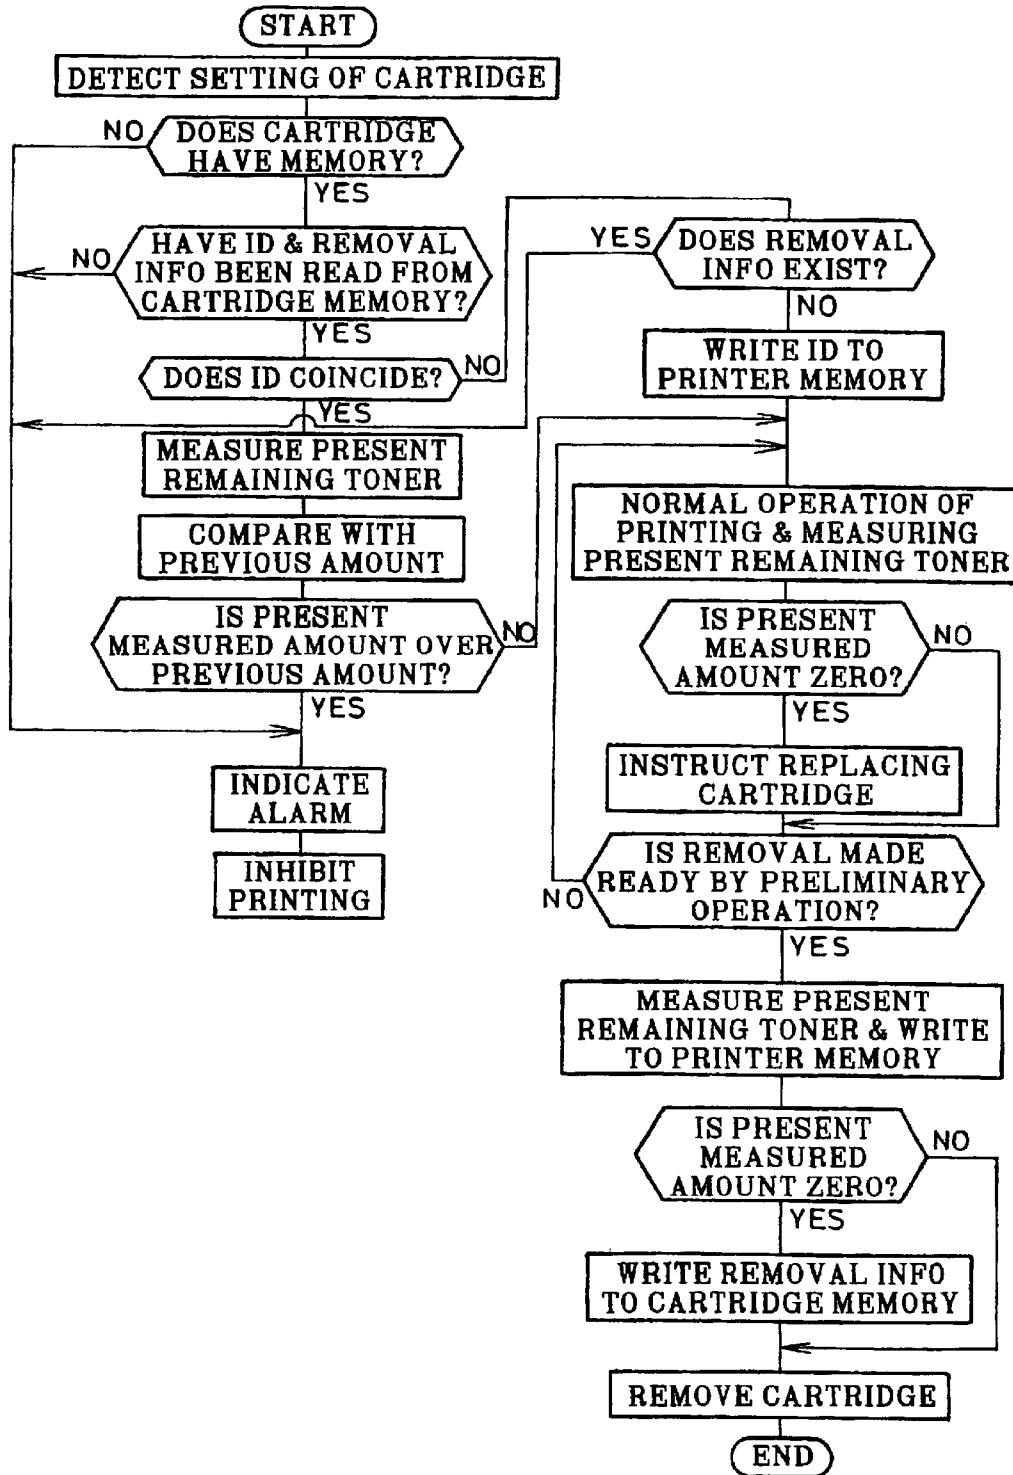 START
DETECT SETTING OF CARTRIDGE
NO
DOES CARTRIDGE
HAVE MEMORY?
YES
NO
HAVE ID & REMOVAL
INFO BEEN READ FROM
CARTRIDGE MEMORY?
YES
DOES ID COINCIDE?
NO
YES
MEASURE PRESENT
REMAINING TONER
COMPARE WITH
PREVIOUS AMOUNT
IS PRESENT
MEASURED AMOUNT OVER
PREVIOUS AMOUNT?
NO
YES
INDICATE
ALARM
INHIBIT
PRINTING
YES
DOES REMOVAL
INFO EXIST?
NO
WRITE ID TO
PRINTER MEMORY
NORMAL OPERATION OF
PRINTING & MEASURING
PRESENT REMAINING TONER
IS PRESENT
MEASURED
AMOUNT ZERO?
NO
YES
INSTRUCT REPLACING
CARTRIDGE
IS REMOVAL MADE
READY BY PRELIMINARY
OPERATION?
NO
YES
MEASURE PRESENT
REMAINING TONER & WRITE
TO PRINTER MEMORY
IS PRESENT
MEASURED
AMOUNT ZERO?
NO
YES
WRITE REMOVAL INFO
TO CARTRIDGE MEMORY
REMOVE CARTRIDGE
END